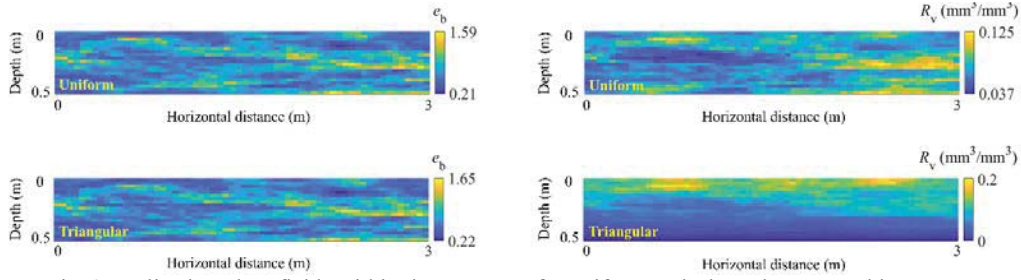 e_b
1.59
0
Depth (m)
Uniform
0.5
0.21
0
3
Horizontal distance (m)
R_v (mm³/mm³)
0.125
0
Depth (m)
Uniform
0.5
0.037
0
3
Horizontal distance (m)
e_b
1.65
0
Depth (m)
Triangular
0.5
0.22
0
3
Horizontal distance (m)
R_v (mm³/mm³)
0.2
0
Depth (m)
Triangular
0.5
0
0
3
Horizontal distance (m)